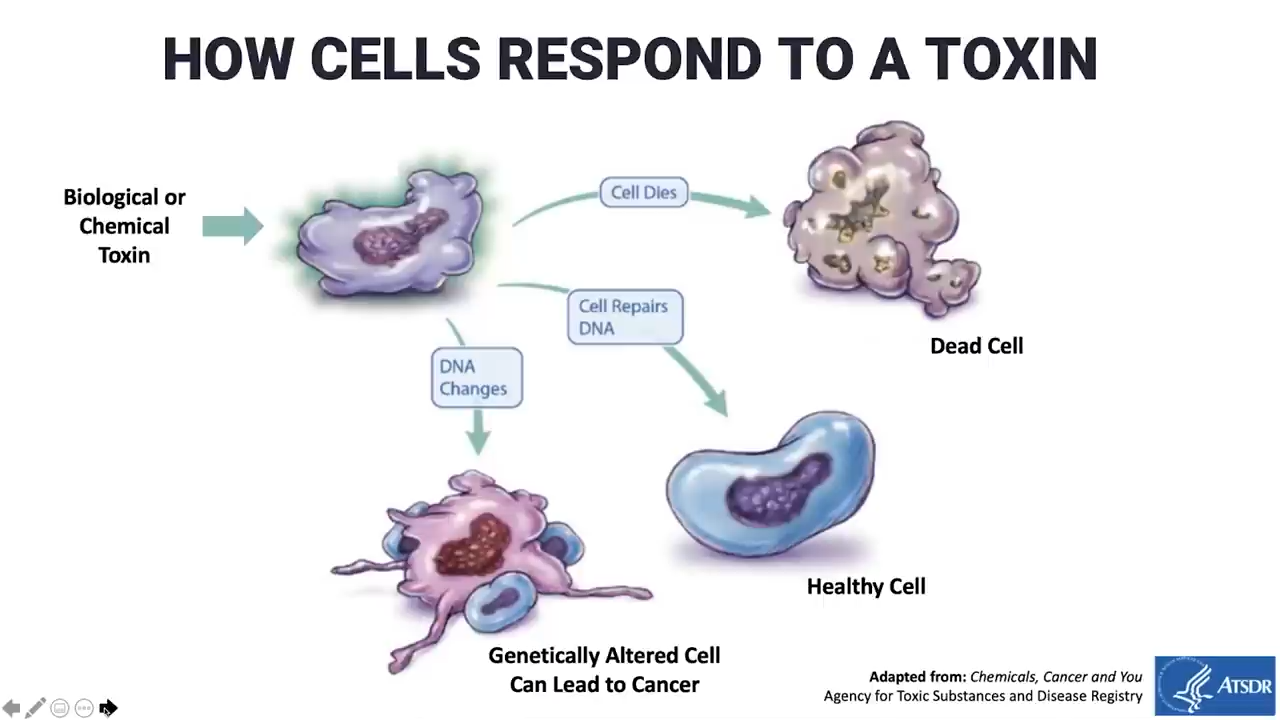 HOW CELLS RESPOND TO A TOXIN
Biological or
Chemical
Toxin
Cell Dies
Cell Repairs
DNA
DNA
Changes
Dead Cell
Healthy Cell
Genetically Altered Cell
Can Lead to Cancer
Adapted from: Chemicals, Cancer and You
Agency for Toxic Substances and Disease Registry
ATSDR